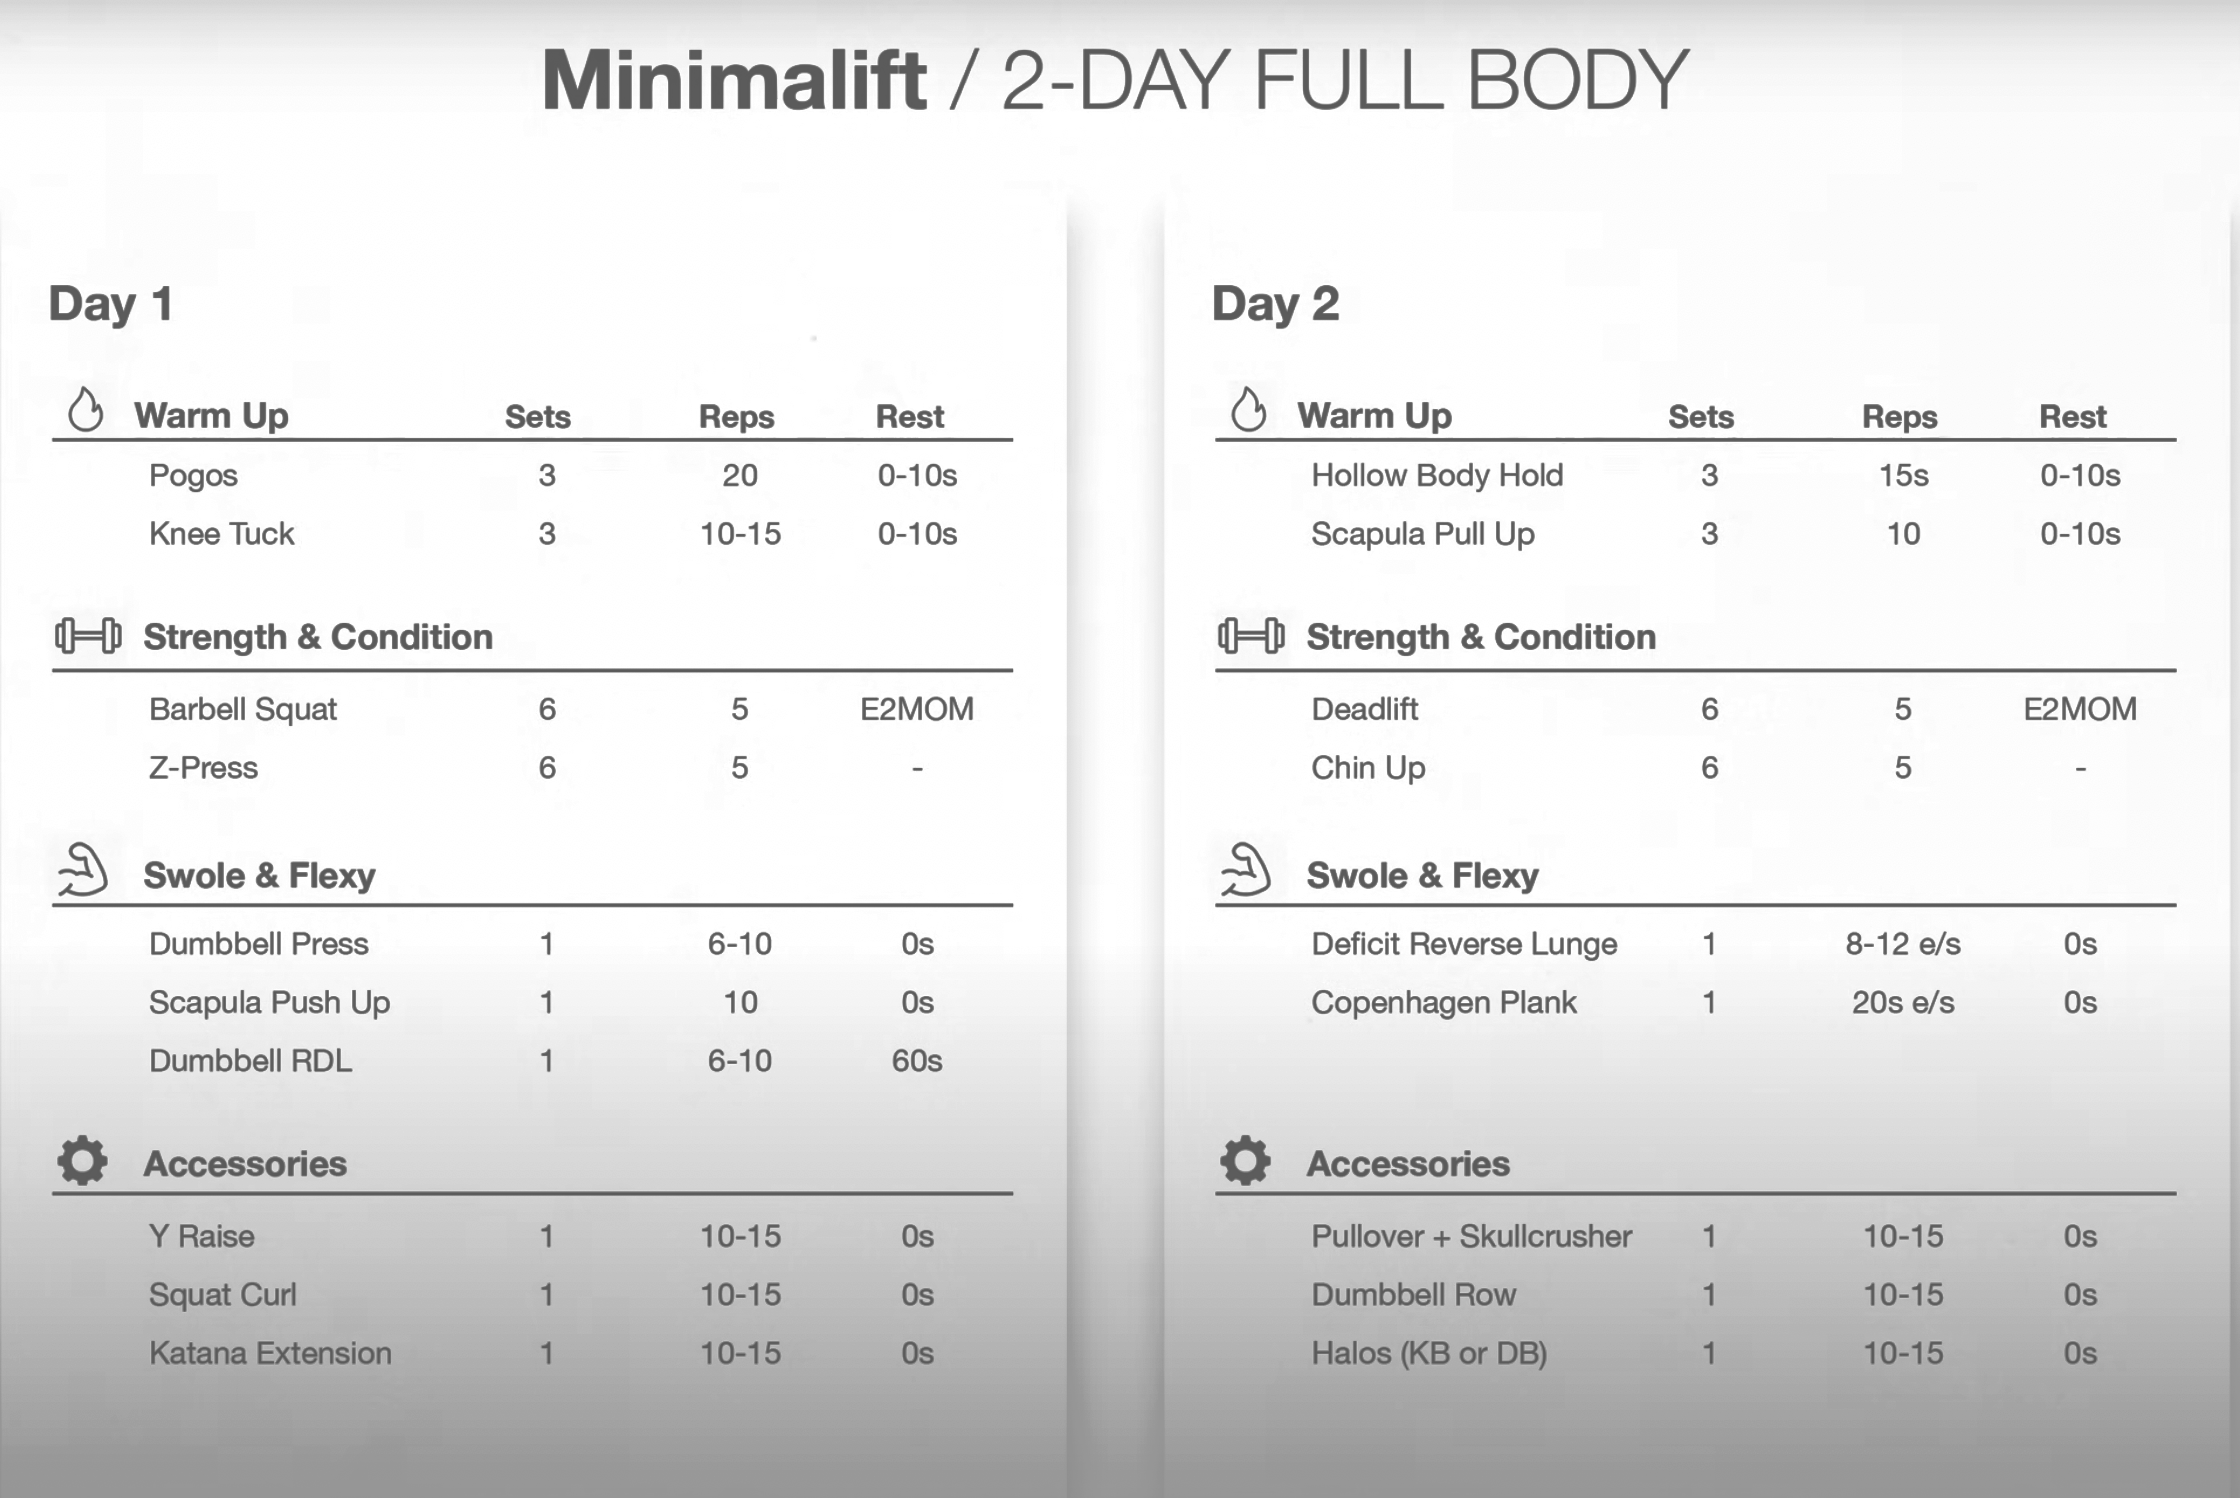 Minimalift / 2-DAY FULL BODY
Day 1
Warm Up Sets Reps Rest
Pogos 3 20 0-10s
Knee Tuck 3 10-15 0-10s
Strength & Condition
Barbell Squat 6 5 E2MOM
Z-Press 6 5 -
Swole & Flexy
Dumbbell Press 1 6-10 0s
Scapula Push Up 1 10 0s
Dumbbell RDL 1 6-10 60s
Accessories
Y Raise 1 10-15 0s
Squat Curl 1 10-15 0s
Katana Extension 1 10-15 0s
Day 2
Warm Up Sets Reps Rest
Hollow Body Hold 3 15s 0-10s
Scapula Pull Up 3 10 0-10s
Strength & Condition
Deadlift 6 5 E2MOM
Chin Up 6 5 -
Swole & Flexy
Deficit Reverse Lunge 1 8-12 e/s 0s
Copenhagen Plank 1 20s e/s 0s
Accessories
Pullover + Skullcrusher 1 10-15 0s
Dumbbell Row 1 10-15 0s
Halos (KB or DB) 1 10-15 0s